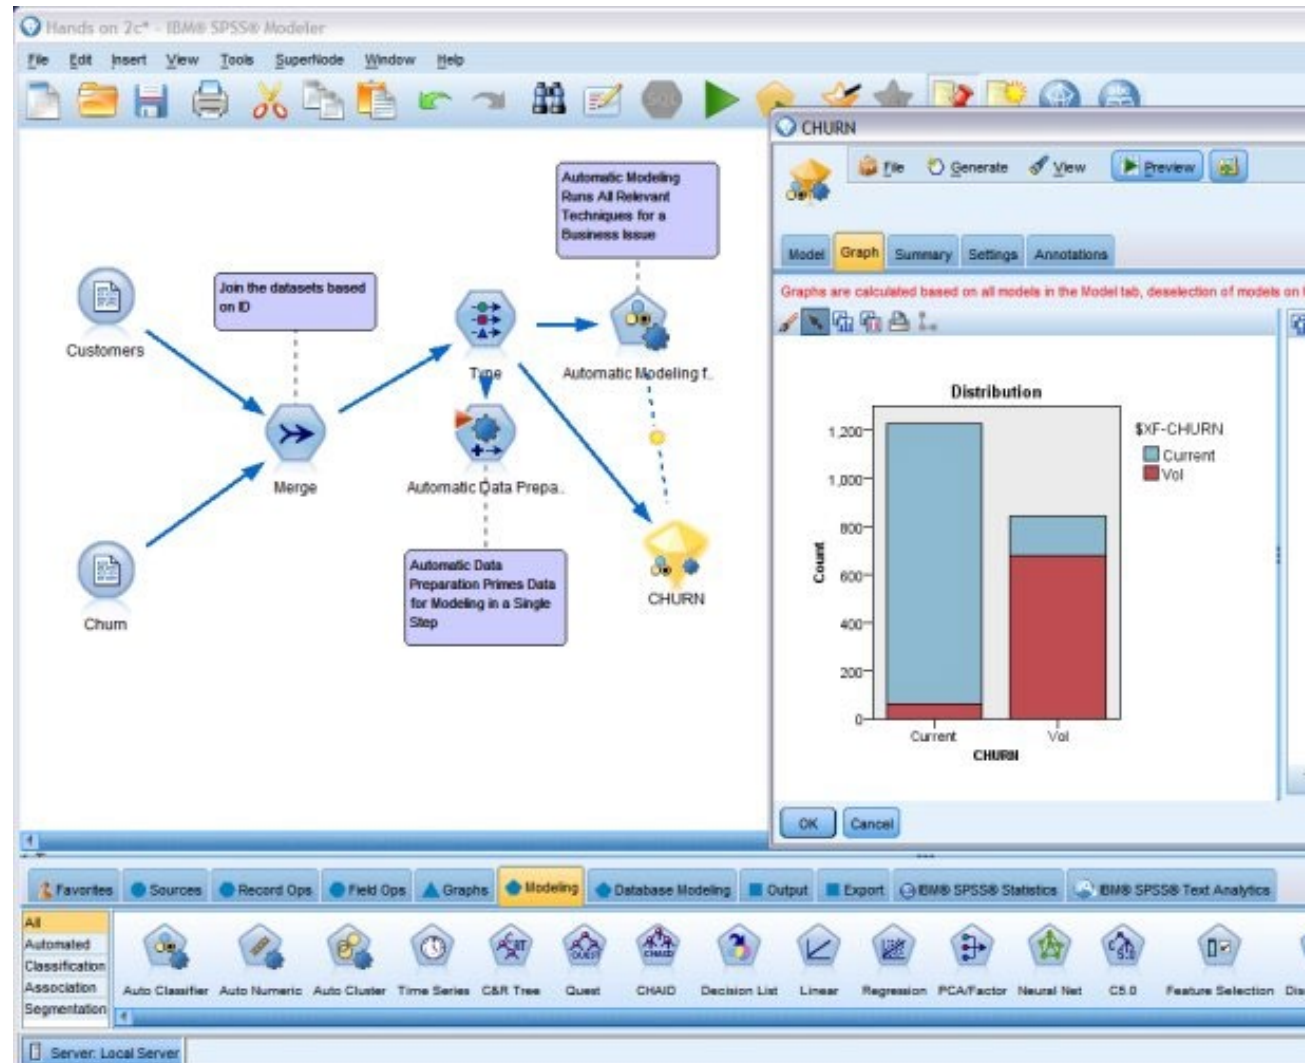 Hands on 2c* - IBM® SPSS® Modeler
File Edit Insert View Tools SuperNode Window Help
SQL
CHURN
File Generate View Preview
Model Graph Summary Settings Annotations
Graphs are calculated based on all models in the Model tab, deselection of models on
Automatic Modeling
Runs All Relevant
Techniques for a
Business Issue
Join the datasets based
on ID
Customers
Type
Automatic Modeling f..
Merge
Automatic Data Prepa..
Churn
Automatic Data
Preparation Primes Data
for Modeling in a Single
Step
CHURN
Distribution
$XF-CHURN
Current
Vol
Count
1,200
1,000
800
600
400
200
0
Current Vol
CHURN
OK Cancel
Favorites Sources Record Ops Field Ops Graphs Modeling Database Modeling Output Export IBM® SPSS® Statistics IBM® SPSS® Text Analytics
All
Automated
Classification
Association
Segmentation
C&RT QUEST CHAID C5.0
Auto Classifier Auto Numeric Auto Cluster Time Series C&R Tree Quest CHAID Decision List Linear Regression PCA/Factor Neural Net C5.0 Feature Selection
Server: Local Server